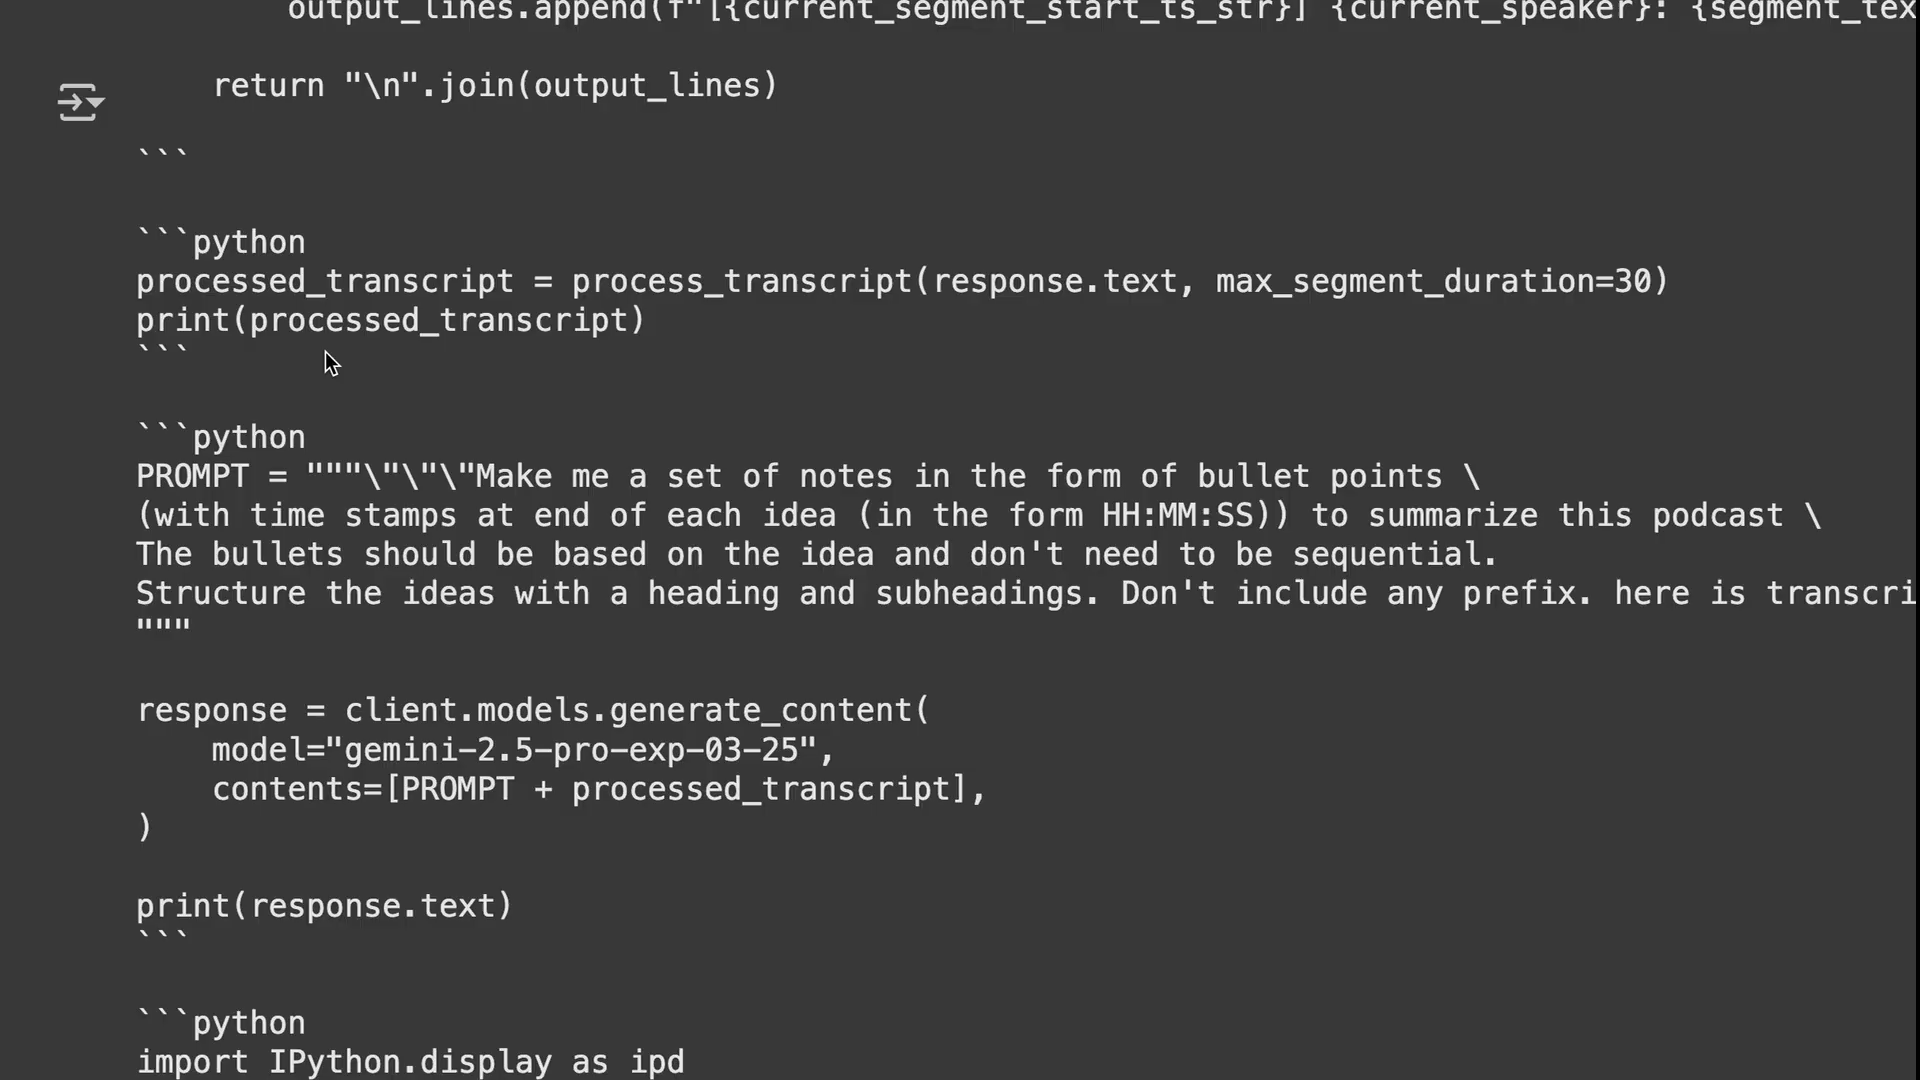 output_lines.append(f"[{current_segment_start_ts_str}] {current_speaker}: {segment_tex
return "\n".join(output_lines)
```
```python
processed_transcript = process_transcript(response.text, max_segment_duration=30)
print(processed_transcript)
```
```python
PROMPT = """\"\"\"Make me a set of notes in the form of bullet points \
(with time stamps at end of each idea (in the form HH:MM:SS)) to summarize this podcast \
The bullets should be based on the idea and don't need to be sequential.
Structure the ideas with a heading and subheadings. Don't include any prefix. here is transcri
"""
response = client.models.generate_content(
model="gemini-2.5-pro-exp-03-25",
contents=[PROMPT + processed_transcript],
)
print(response.text)
```
```python
import IPython.display as ipd